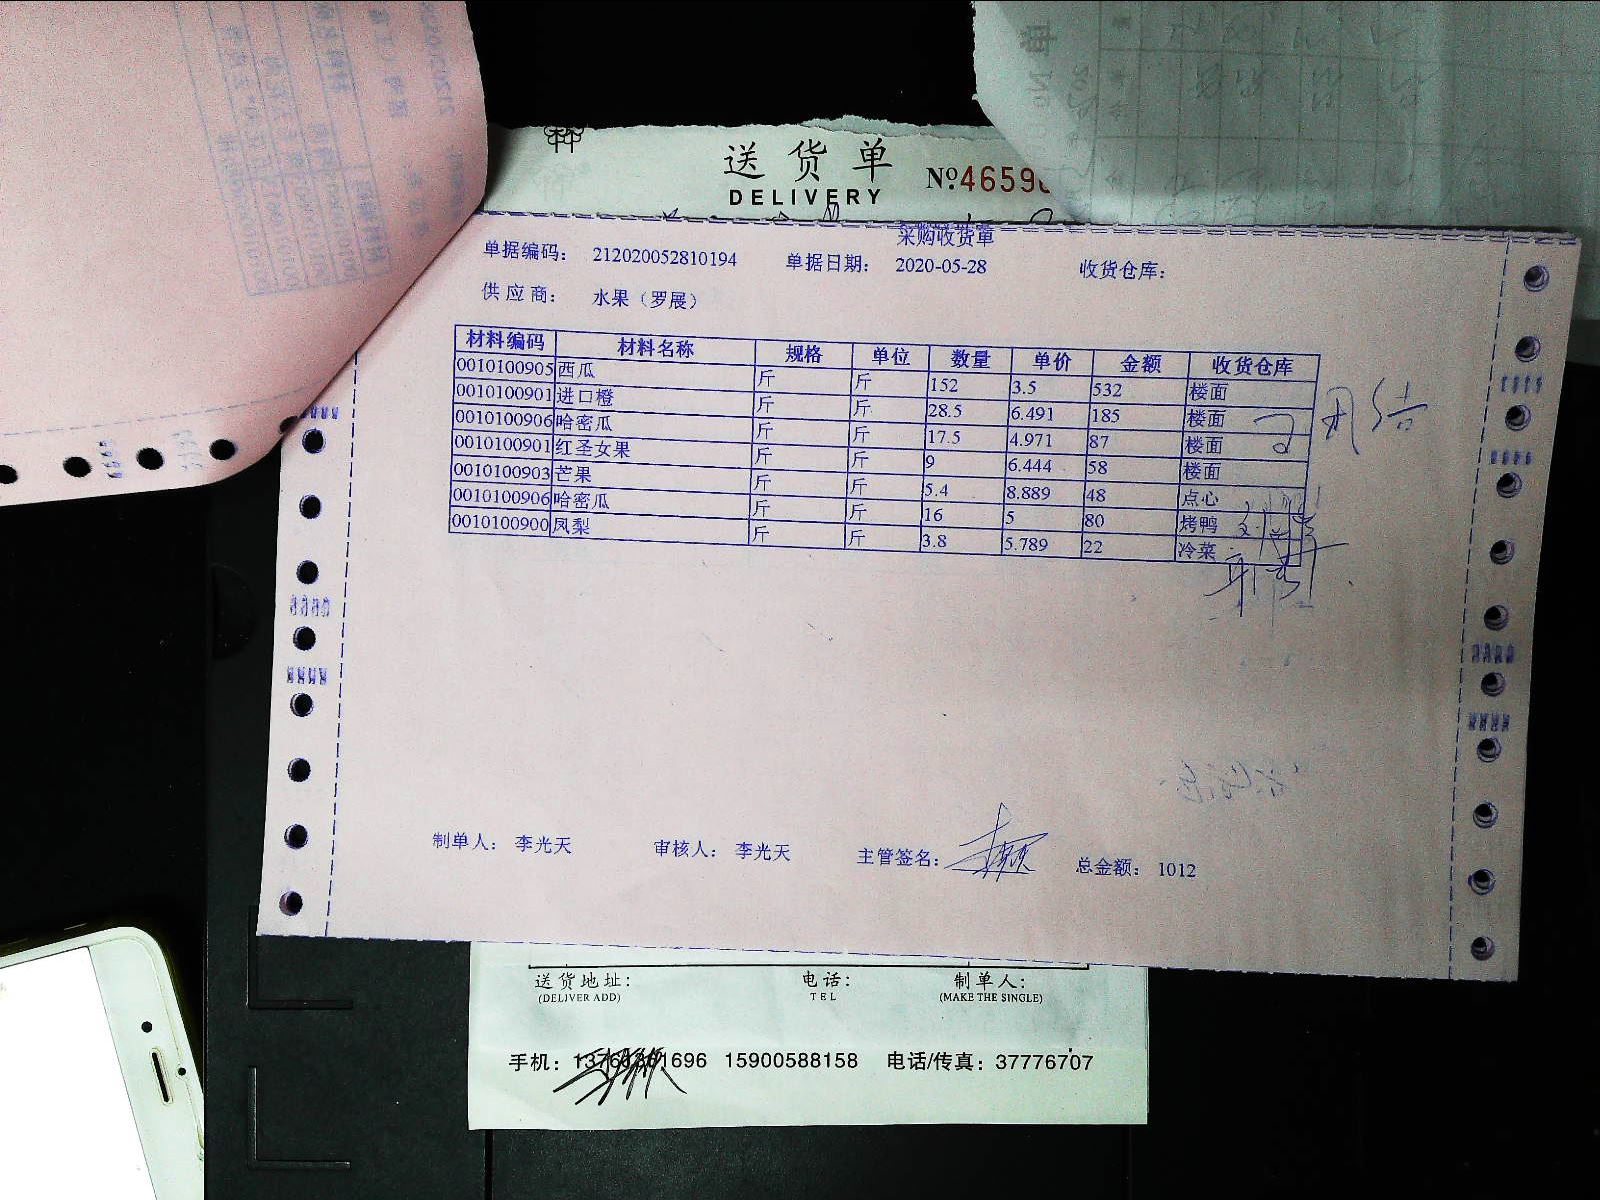 送货单
DELIVERY
No.4659
采购收货单
单据编码: 212020052810194 单据日期: 2020-05-28 收货仓库:
供应商: 水果（罗展）
材料编码 材料名称 规格 单位 数量 单价 金额 收货仓库
0010100905 西瓜 斤 斤 152 3.5 532 楼面
0010100901 进口橙 斤 斤 28.5 6.491 185 楼面
0010100906 哈密瓜 斤 斤 17.5 4.971 87 楼面
0010100901 红圣女果 斤 斤 9 6.444 58 楼面
0010100903 芒果 斤 斤 5.4 8.889 48 点心
0010100906 哈密瓜 斤 斤 16 5 80 烤鸭
0010100900 凤梨 斤 斤 3.8 5.789 22 冷菜
制单人: 李光天 审核人: 李光天 主管签名: 总金额: 1012
送货地址: 电话: 制单人:
(DELIVER ADD) TEL (MAKE THE SINGLE)
手机: 1696 15900588158 电话/传真: 37776707